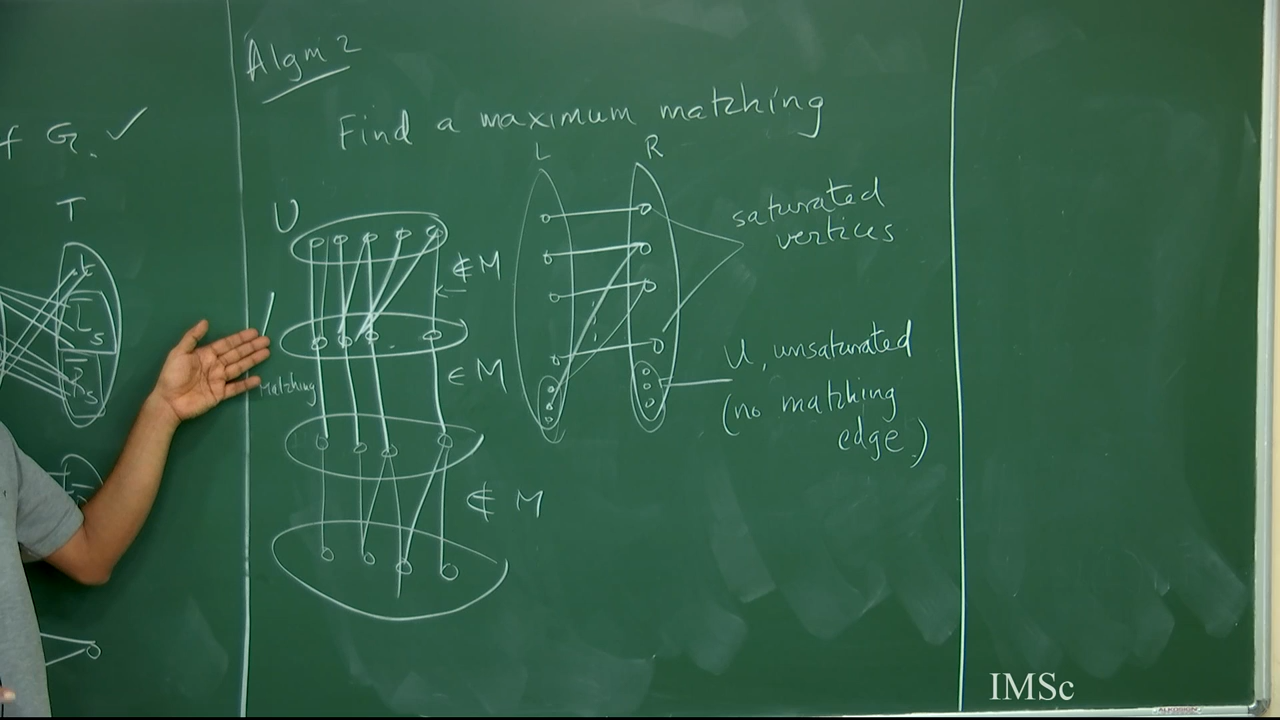 f G. ✓
T
L̅s
R̅s
Algm 2
Find a maximum matching
L R
U
∉ M
∈ M
Matching
∉ M
saturated
vertices
U, unsaturated
(no matching
edge.)
IMSc